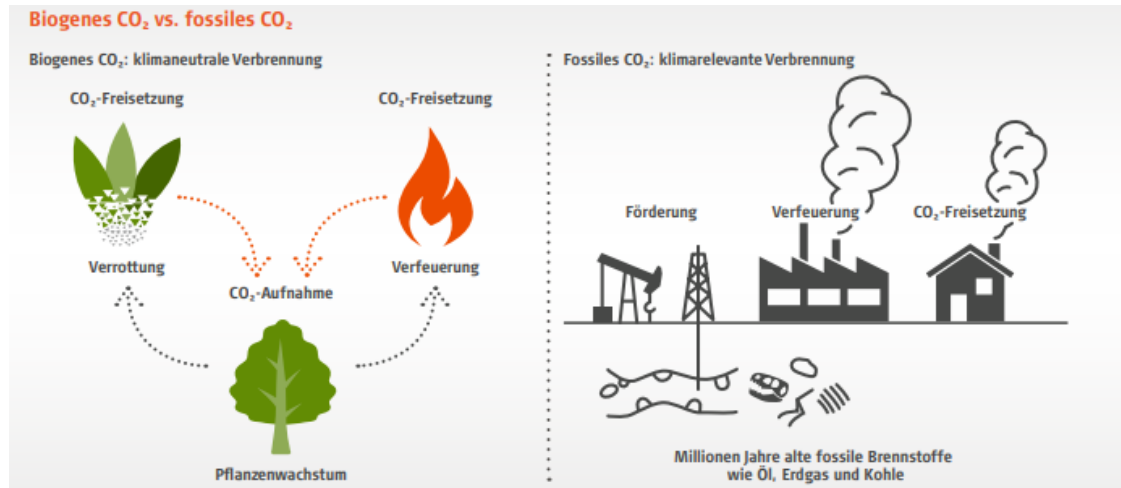 Biogenes CO₂ vs. fossiles CO₂
Biogenes CO₂: klimaneutrale Verbrennung
CO₂-Freisetzung
CO₂-Freisetzung
Verrottung
Verfeuerung
CO₂-Aufnahme
Pflanzenwachstum
Fossiles CO₂: klimarelevante Verbrennung
Förderung
Verfeuerung
CO₂-Freisetzung
Millionen Jahre alte fossile Brennstoffe
wie Öl, Erdgas und Kohle